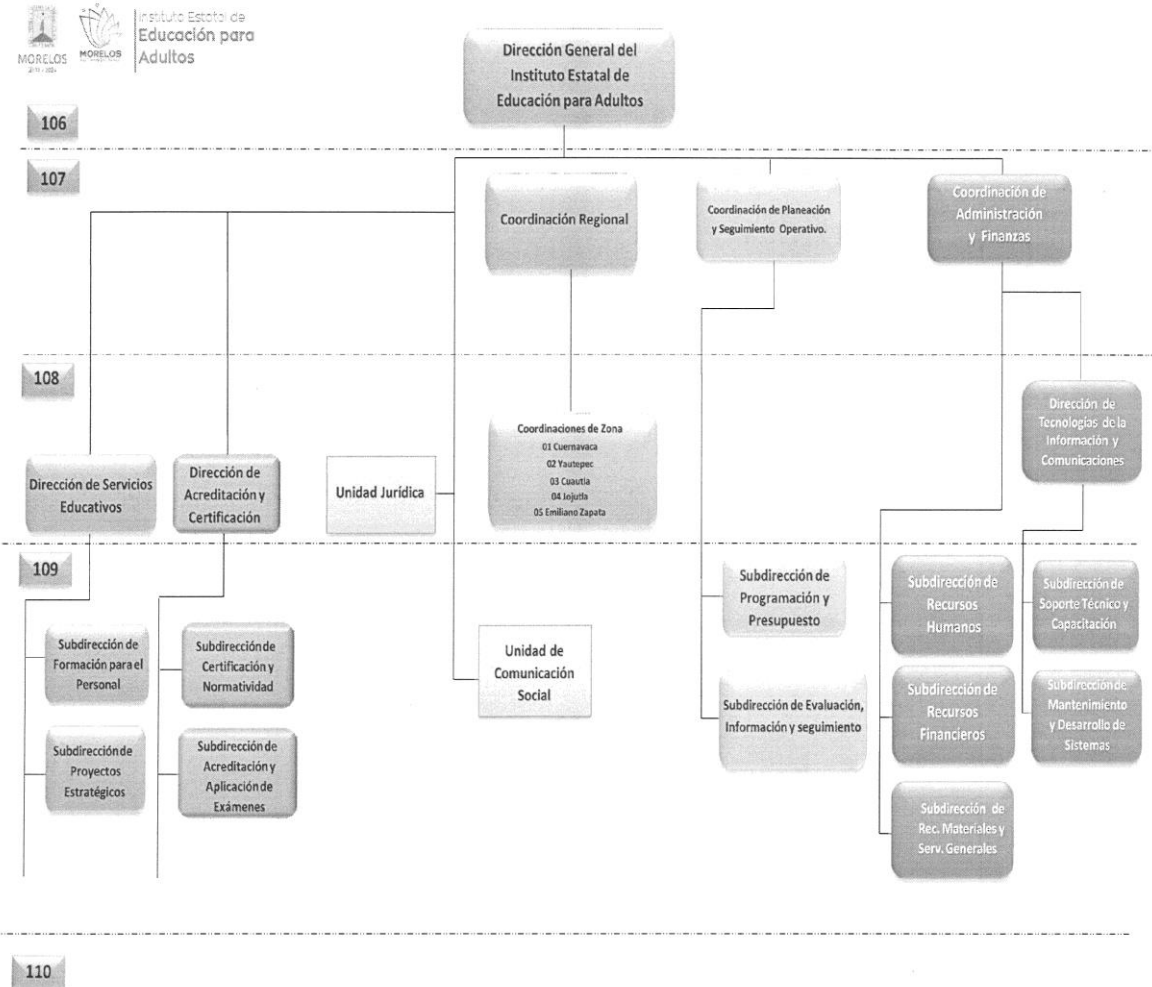 Instituto Estatal de
Educación para
Adultos
MORELOS
MORELOS
Dirección General del
Instituto Estatal de
Educación para Adultos
106
107
Coordinación Regional
Coordinación de Planeación
y Seguimiento Operativo.
Coordinación de
Administración
y Finanzas
108
Dirección de Servicios
Educativos
Dirección de
Acreditación y
Certificación
Unidad Jurídica
Coordinaciones de Zona
01 Cuernavaca
02 Yautepec
03 Cuautla
04 Jojutla
05 Emiliano Zapata
Dirección de
Tecnologías de la
Información y
Comunicaciones
109
Subdirección de
Formación para el
Personal
Subdirección de
Certificación y
Normatividad
Unidad de
Comunicación
Social
Subdirección de
Programación y
Presupuesto
Subdirección de
Recursos
Humanos
Subdirección de
Soporte Técnico y
Capacitación
Subdirección de
Proyectos
Estratégicos
Subdirección de
Acreditación y
Aplicación de
Exámenes
Subdirección de Evaluación,
Información y seguimiento
Subdirección de
Recursos
Financieros
Subdirección de
Mantenimiento
y Desarrollo de
Sistemas
Subdirección de
Rec. Materiales y
Serv. Generales
110